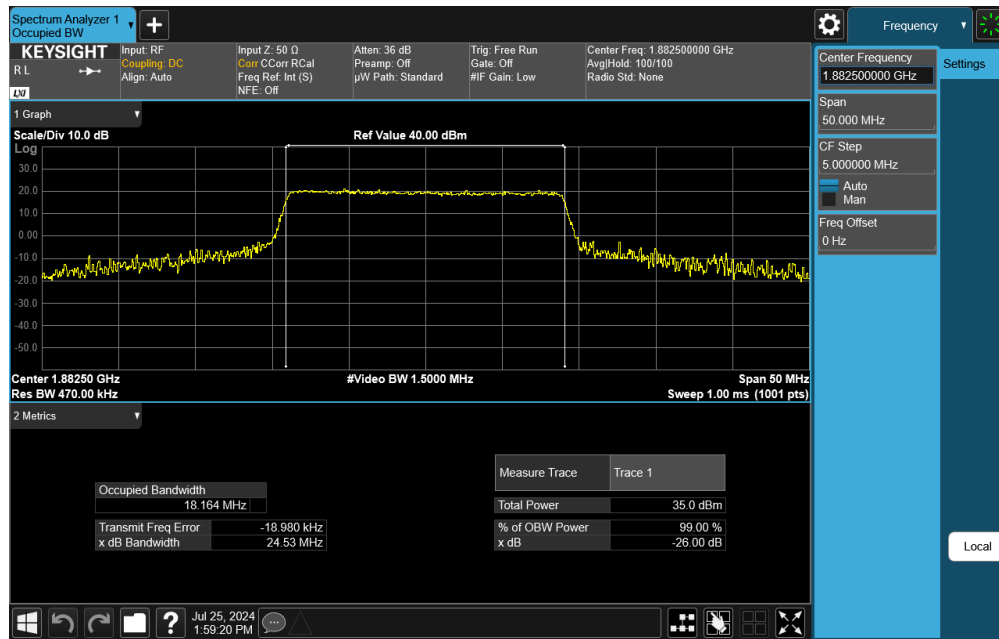 Spectrum Analyzer 1
Occupied BW
Frequency
KEYSIGHT
R L
LXI
Input: RF
Coupling: DC
Align: Auto
Input Z: 50 Ω
Corr CCorr RCal
Freq Ref: Int (S)
NFE: Off
Atten: 36 dB
Preamp: Off
µW Path: Standard
Trig: Free Run
Gate: Off
#IF Gain: Low
Center Freq: 1.882500000 GHz
Avg|Hold: 100/100
Radio Std: None
Center Frequency
1.882500000 GHz
Settings
Span
50.000 MHz
CF Step
5.000000 MHz
Auto
Man
Freq Offset
0 Hz
1 Graph
Scale/Div 10.0 dB
Ref Value 40.00 dBm
Log
30.0
20.0
10.0
0.00
-10.0
-20.0
-30.0
-40.0
-50.0
Center 1.88250 GHz
#Video BW 1.5000 MHz
Span 50 MHz
Res BW 470.00 kHz
Sweep 1.00 ms (1001 pts)
2 Metrics
Measure Trace Trace 1
Occupied Bandwidth
18.164 MHz
Total Power 35.0 dBm
Transmit Freq Error -18.980 kHz
% of OBW Power 99.00 %
x dB Bandwidth 24.53 MHz
x dB -26.00 dB
Local
Jul 25, 2024
1:59:20 PM